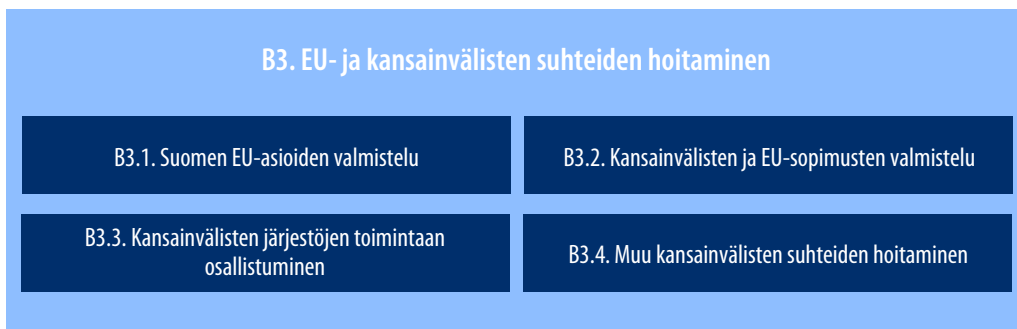 B3. EU- ja kansainvälisten suhteiden hoitaminen
B3.1. Suomen EU-asioiden valmistelu
B3.2. Kansainvälisten ja EU-sopimusten valmistelu
B3.3. Kansainvälisten järjestöjen toimintaan
osallistuminen
B3.4. Muu kansainvälisten suhteiden hoitaminen